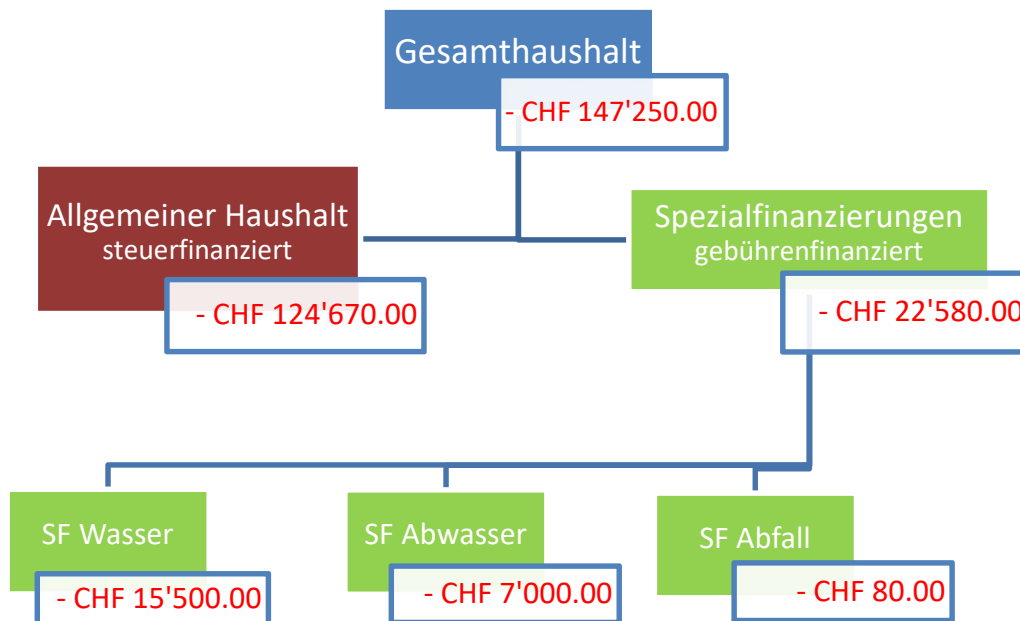 Gesamthaushalt
- CHF 147'250.00
Allgemeiner Haushalt
steuerfinanziert
- CHF 124'670.00
Spezialfinanzierungen
gebührenfinanziert
- CHF 22'580.00
SF Wasser
- CHF 15'500.00
SF Abwasser
- CHF 7'000.00
SF Abfall
- CHF 80.00